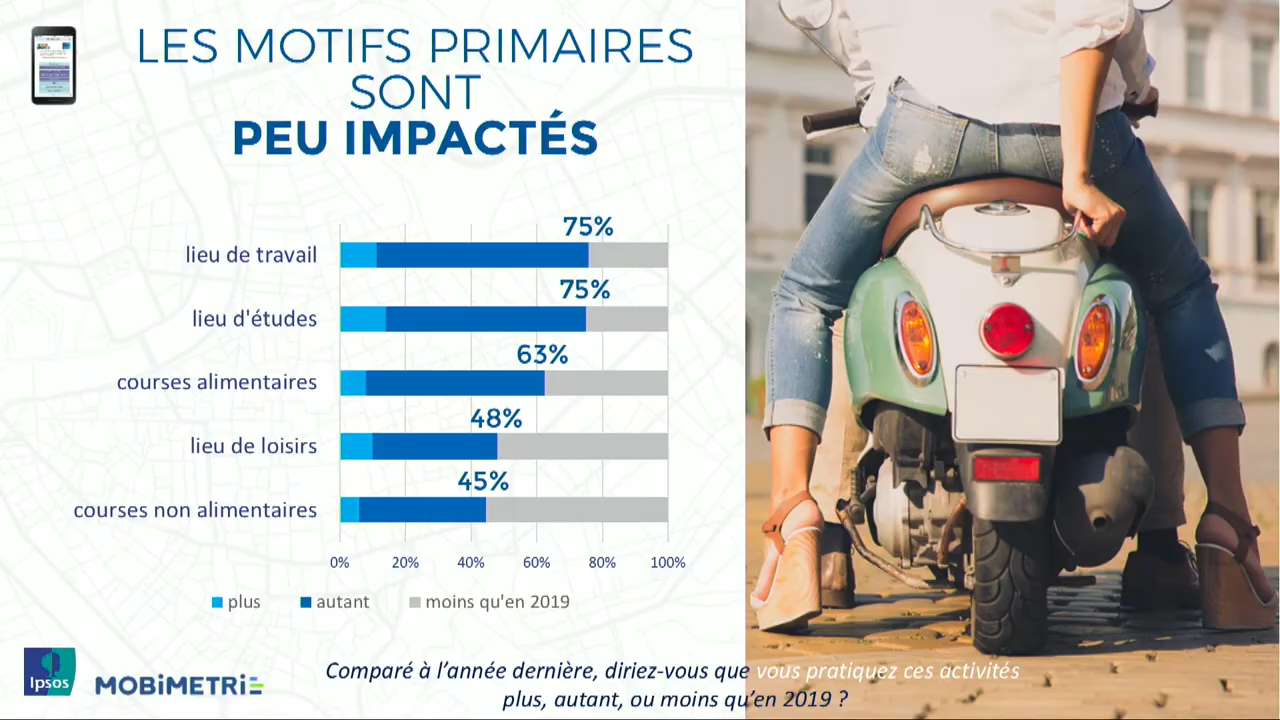 LES MOTIFS PRIMAIRES
SONT
PEU IMPACTÉS
75%
lieu de travail
75%
lieu d'études
63%
courses alimentaires
48%
lieu de loisirs
45%
courses non alimentaires
0% 20% 40% 60% 80% 100%
plus autant moins qu'en 2019
Comparé à l’année dernière, diriez-vous que vous pratiquez ces activités
plus, autant, ou moins qu’en 2019 ?
Ipsos
MOBiMETRiE